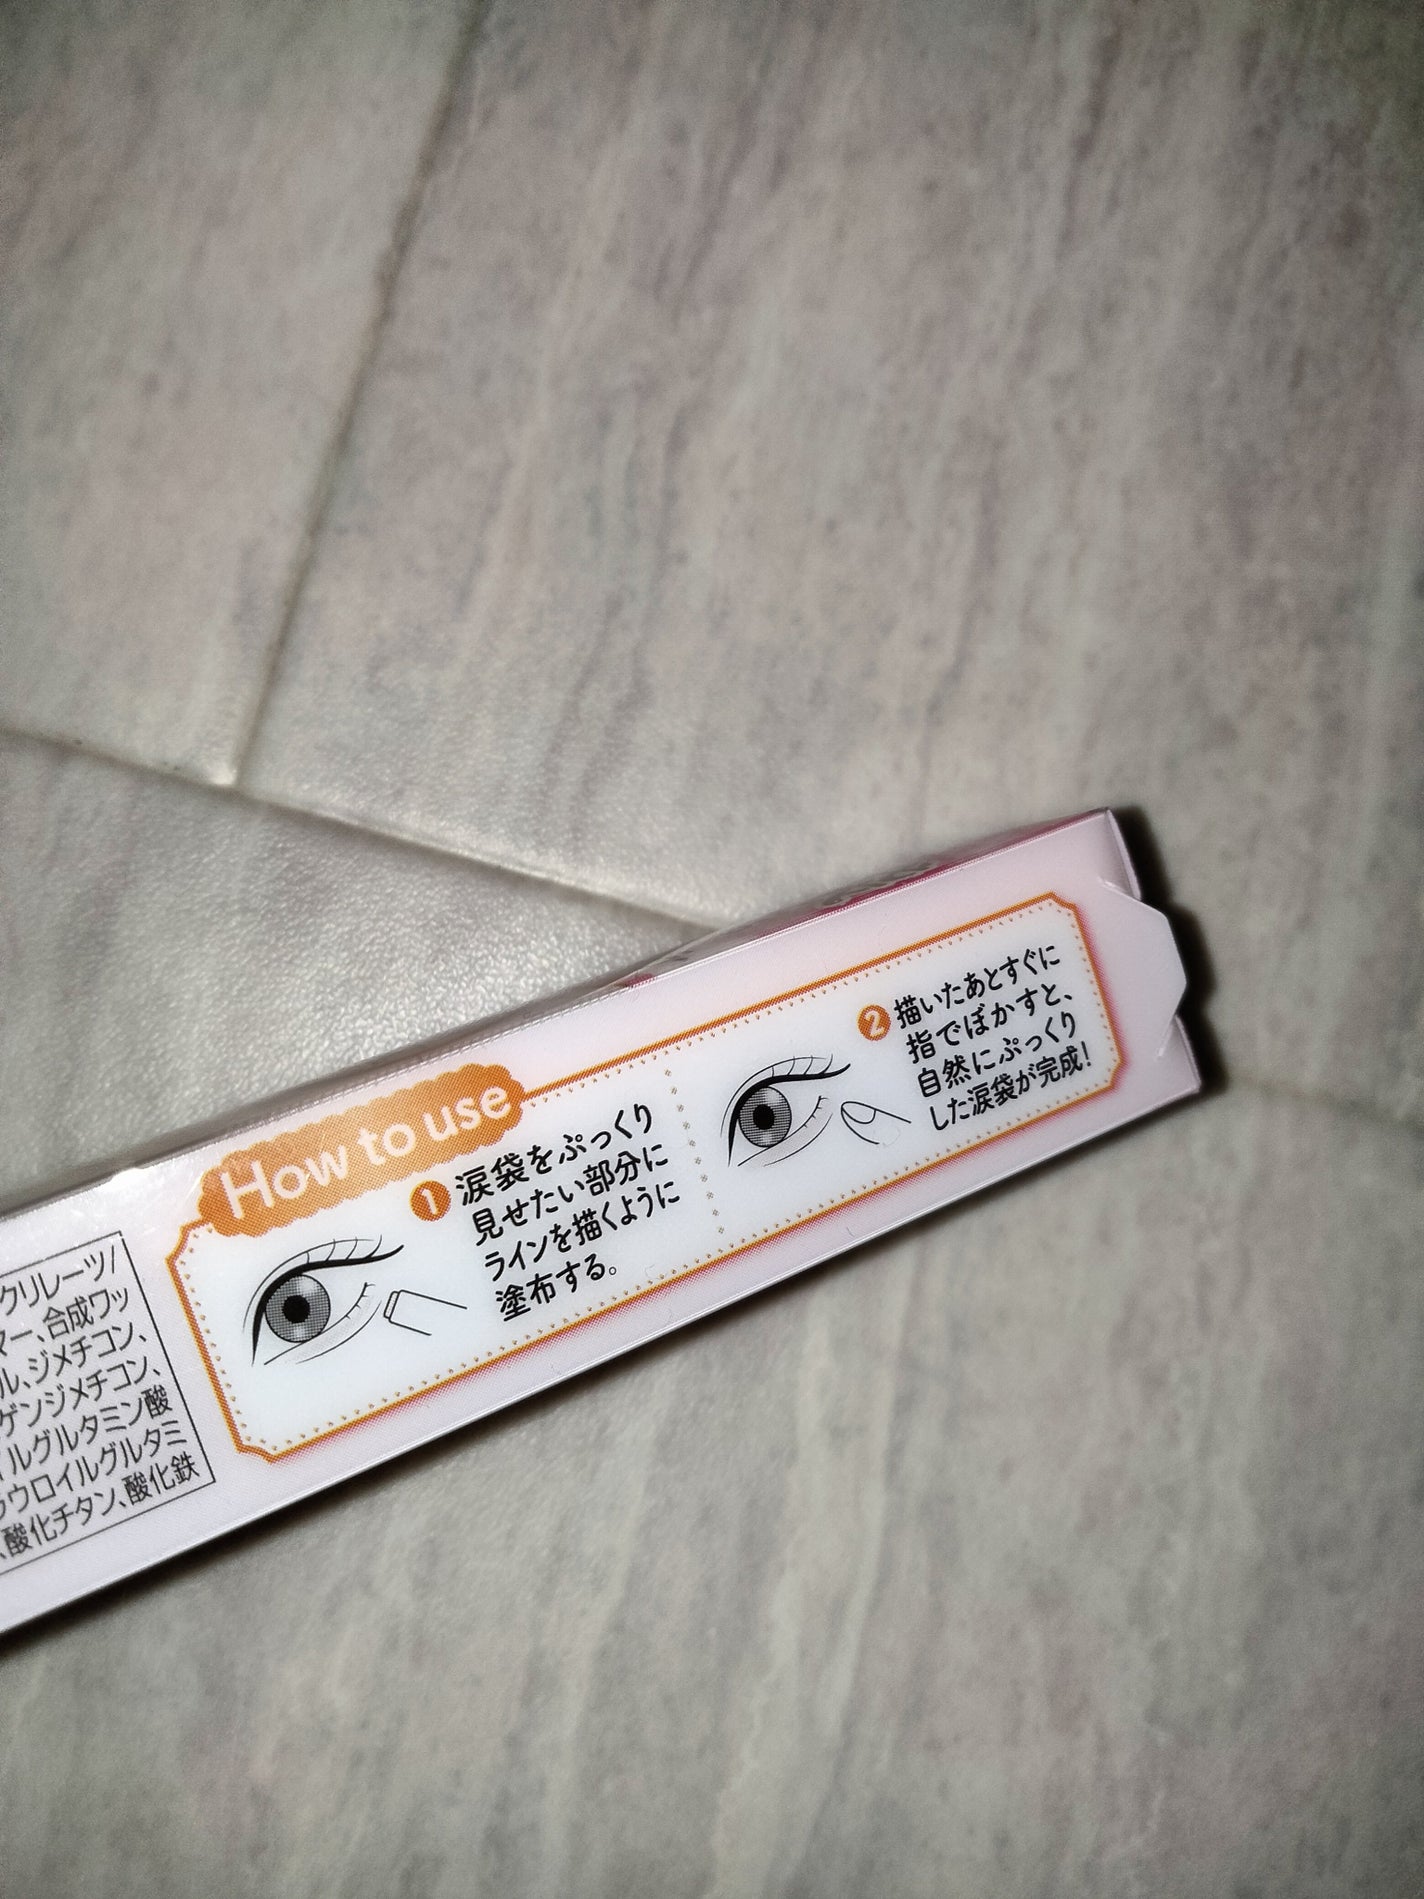 クリレーツ/
マー、合成ワッ
ル、ジメチコン、
ゲンジメチコン、
イルグルタミン酸
ラウロイルグルタミ
、酸化チタン、酸化鉄
How to use
1 涙袋をぷっくり
見せたい部分に
ラインを描くように
塗布する。
2 描いたあとすぐに
指でぼかすと、
自然にぷっくり
した涙袋が完成!